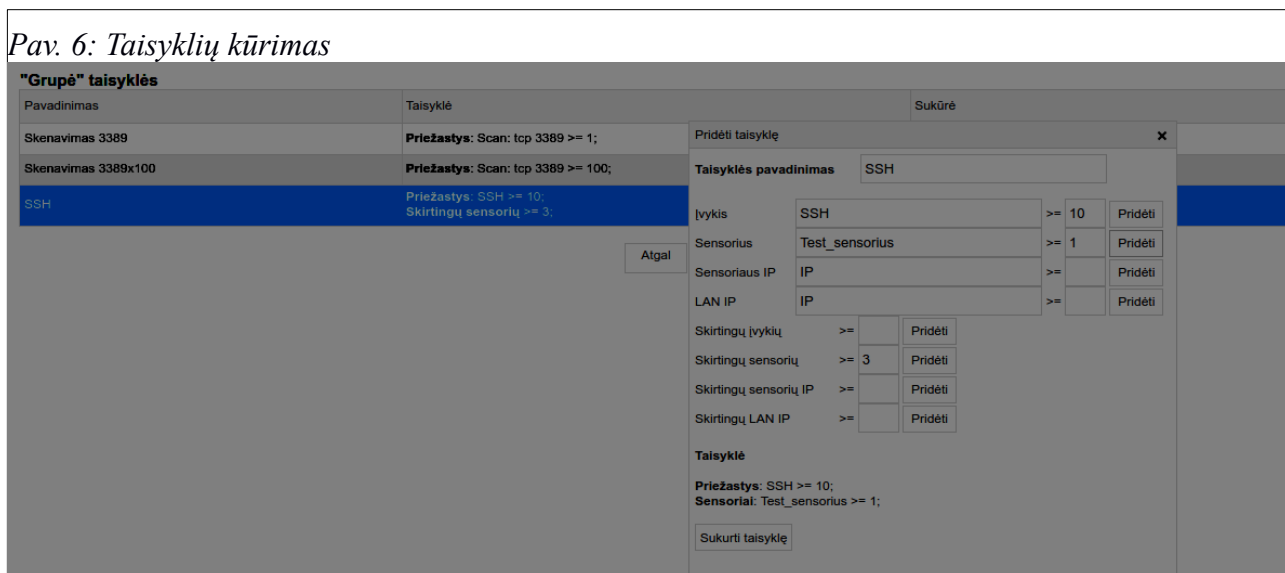 Pav. 6: Taisyklių kūrimas
"Grupė" taisyklės
Pavadinimas Taisyklė Sukūrė
Skenavimas 3389 Priežastys: Scan: tcp 3389 >= 1;
Skenavimas 3389x100 Priežastys: Scan: tcp 3389 >= 100;
SSH Priežastys: SSH >= 10;
Skirtingų sensorių >= 3;
Atgal
Pridėti taisyklę ×
Taisyklės pavadinimas SSH
Įvykis SSH >= 10 Pridėti
Sensorius Test_sensorius >= 1 Pridėti
Sensoriaus IP IP >= Pridėti
LAN IP IP >= Pridėti
Skirtingų įvykių >= Pridėti
Skirtingų sensorių >= 3 Pridėti
Skirtingų sensorių IP >= Pridėti
Skirtingų LAN IP >= Pridėti
Taisyklė
Priežastys: SSH >= 10;
Sensoriai: Test_sensorius >= 1;
Sukurti taisyklę